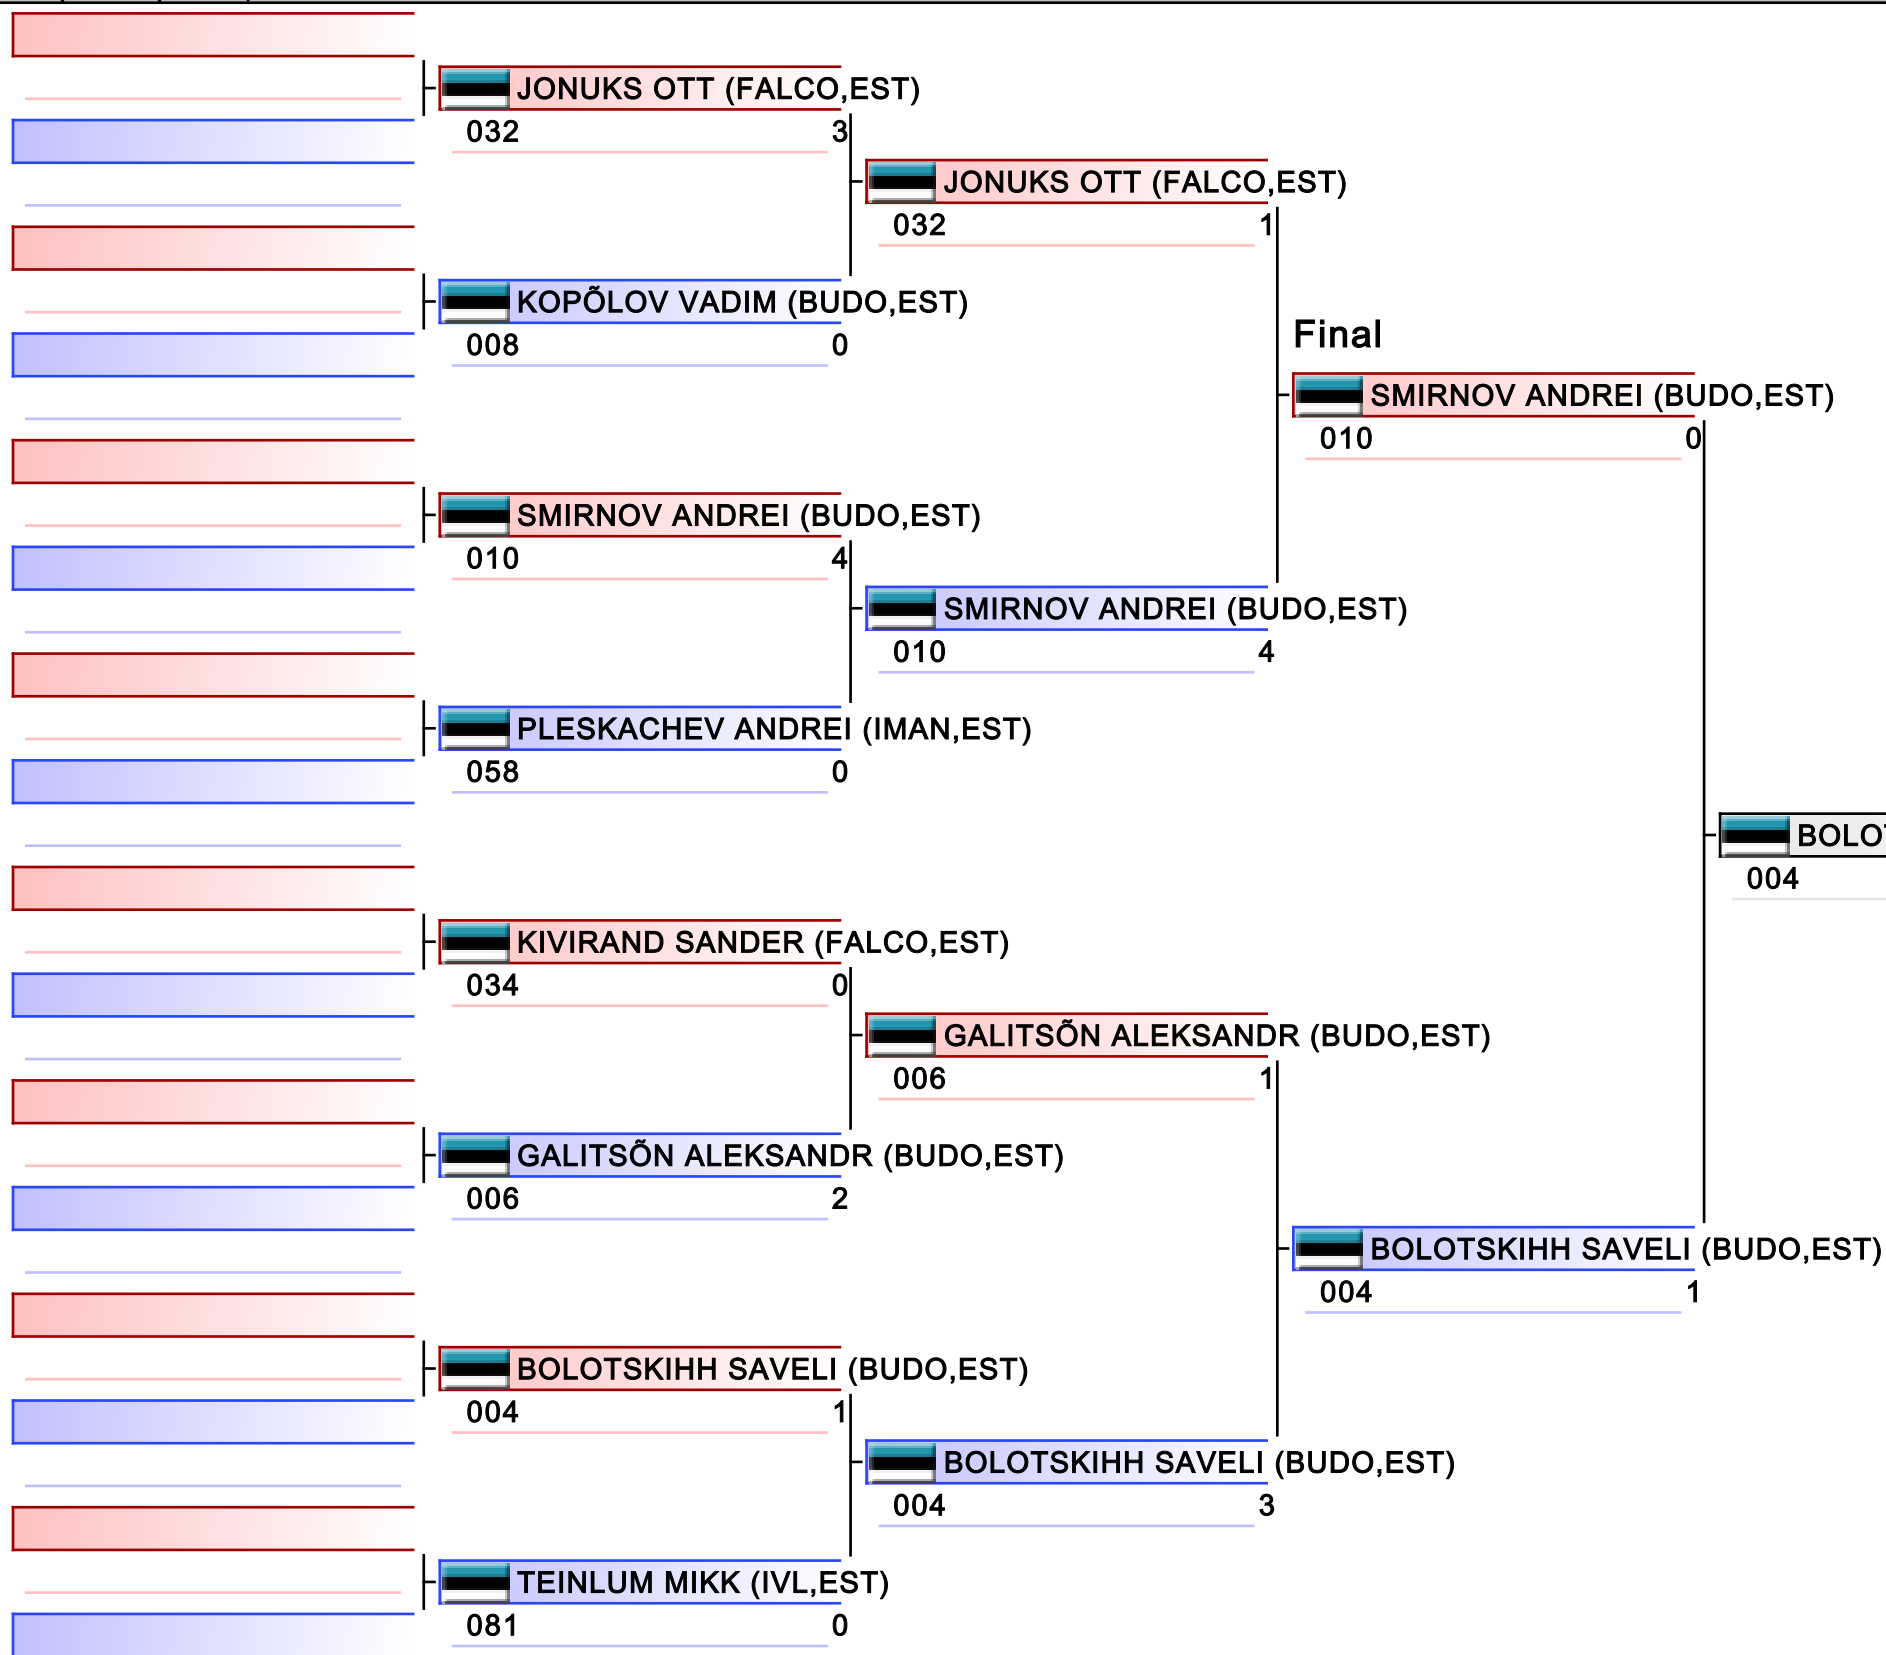 JONUKS OTT (FALCO,EST)
032 3
JONUKS OTT (FALCO,EST)
032 1
KOPÕLOV VADIM (BUDO,EST)
008 0
Final
SMIRNOV ANDREI (BUDO,EST)
010 0
SMIRNOV ANDREI (BUDO,EST)
010 4
SMIRNOV ANDREI (BUDO,EST)
010 4
PLESKACHEV ANDREI (IMAN,EST)
058 0
BOLOT
004
KIVIRAND SANDER (FALCO,EST)
034 0
GALITSÕN ALEKSANDR (BUDO,EST)
006 1
GALITSÕN ALEKSANDR (BUDO,EST)
006 2
BOLOTSKIHH SAVELI (BUDO,EST)
004 1
BOLOTSKIHH SAVELI (BUDO,EST)
004 1
BOLOTSKIHH SAVELI (BUDO,EST)
004 3
TEINLUM MIKK (IVL,EST)
081 0